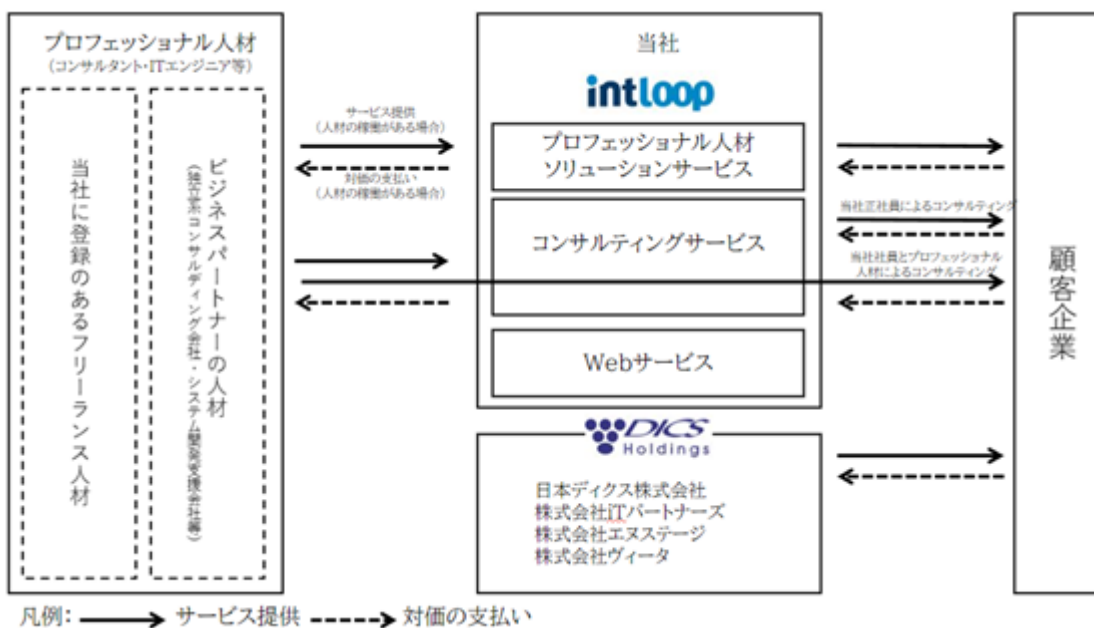 プロフェッショナル人材
(コンサルタント・ITエンジニア等)
当社に登録のあるフリーランス人材
ビジネスパートナーの人材
(独立系コンサルティング会社・システム開発支援会社等)
サービス提供
(人材の稼働がある場合)
対価の支払い
(人材の稼働がある場合)
当社
intloop
プロフェッショナル人材
ソリューションサービス
コンサルティングサービス
Webサービス
当社正社員によるコンサルティング
当社社員とプロフェッショナル
人材によるコンサルティング
DICS
Holdings
日本ディクス株式会社
株式会社iTパートナーズ
株式会社エヌステージ
株式会社ヴィータ
顧客企業
凡例: サービス提供 対価の支払い